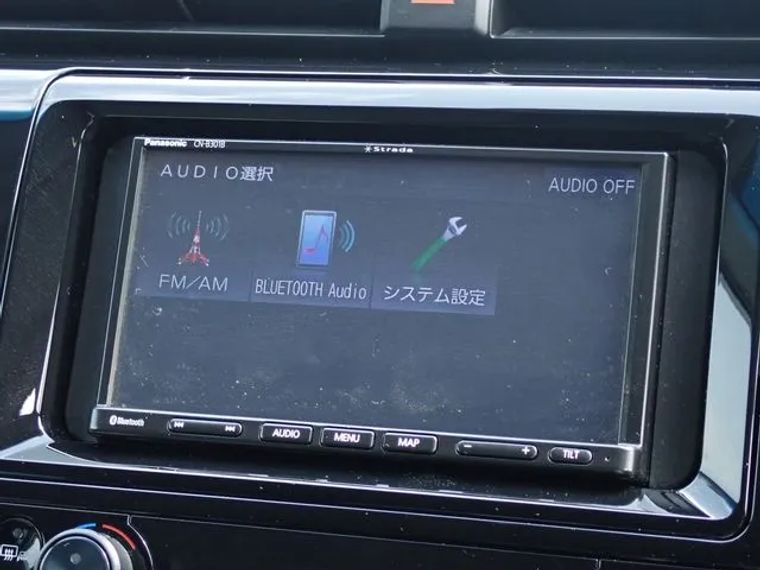 Panasonic CN-B301B
Strada
AUDIO選択
AUDIO OFF
FM/AM
BLUETOOTH Audio
システム設定
Bluetooth
AUDIO
MENU
MAP
− +
TILT